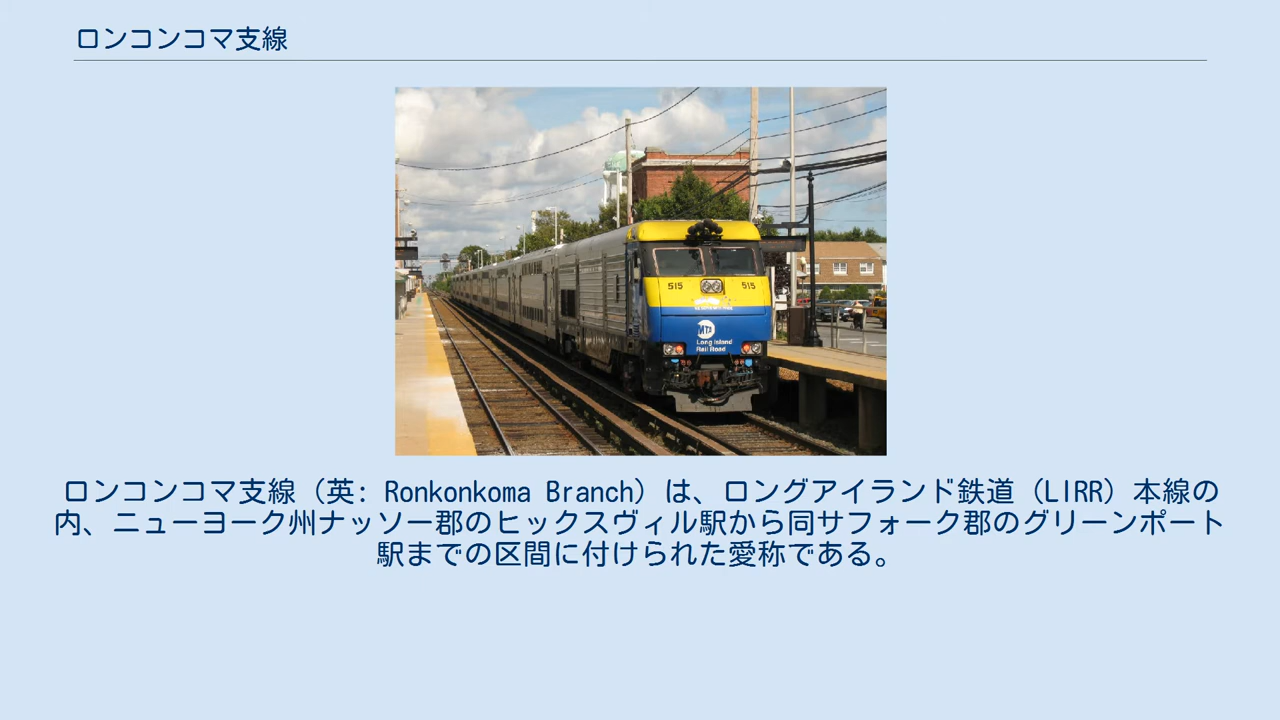 ロンコンコマ支線
515
515
MTA
Long Island
Rail Road
ロンコンコマ支線（英: Ronkonkoma Branch）は、ロングアイランド鉄道（LIRR）本線の
内、ニューヨーク州ナッソー郡のヒックスヴィル駅から同サフォーク郡のグリーンポート
駅までの区間に付けられた愛称である。